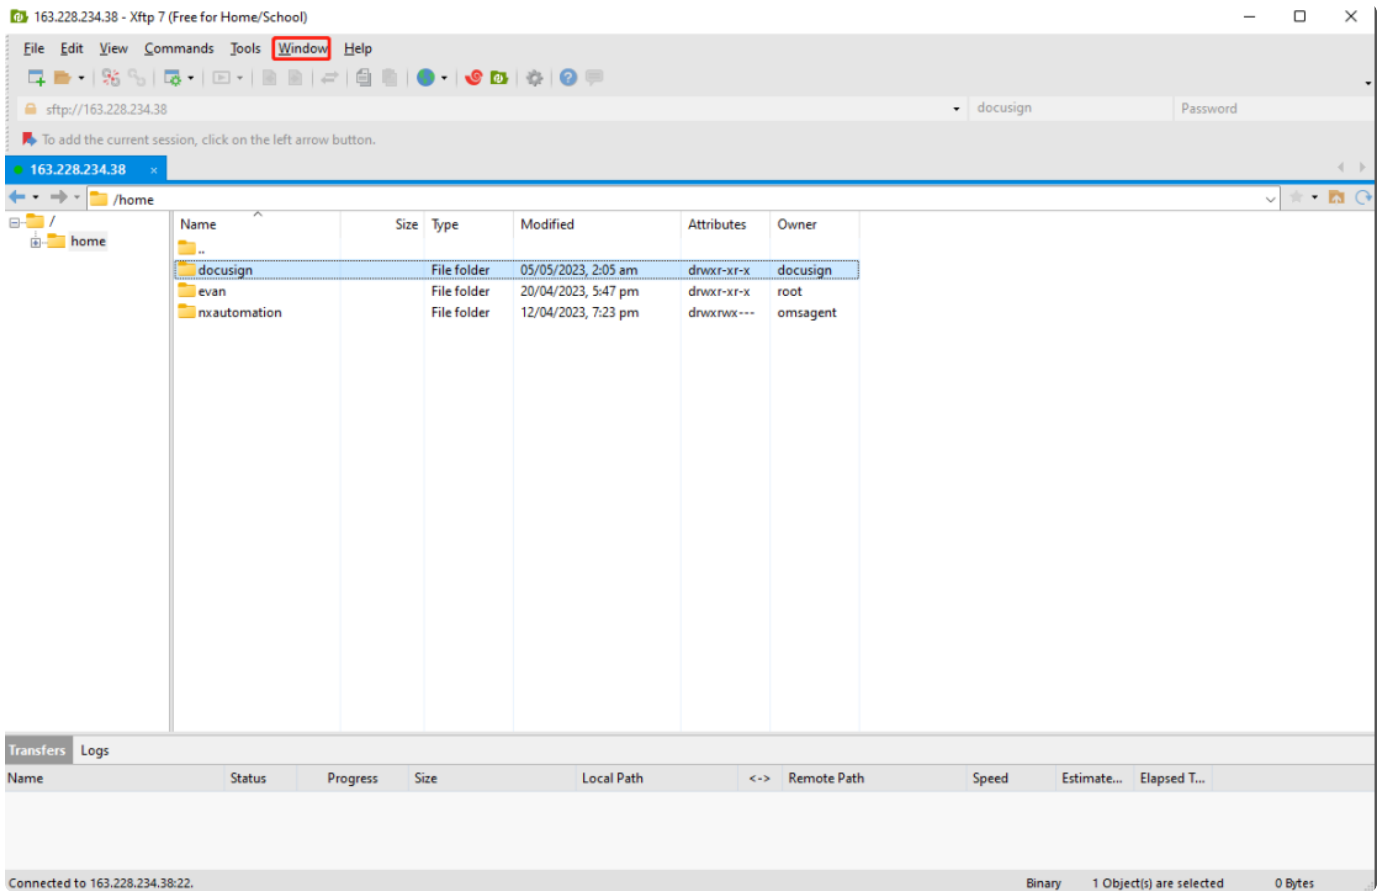 163.228.234.38 - Xftp 7 (Free for Home/School)
File Edit View Commands Tools Window Help
sftp://163.228.234.38 docusign Password
To add the current session, click on the left arrow button.
163.228.234.38 ×
/home
/
home
Name Size Type Modified Attributes Owner
..
docusign File folder 05/05/2023, 2:05 am drwxr-xr-x docusign
evan File folder 20/04/2023, 5:47 pm drwxr-xr-x root
nxautomation File folder 12/04/2023, 7:23 pm drwxrwx--- omsagent
Transfers Logs
Name Status Progress Size Local Path <-> Remote Path Speed Estimate... Elapsed T...
Connected to 163.228.234.38:22. Binary 1 Object(s) are selected 0 Bytes